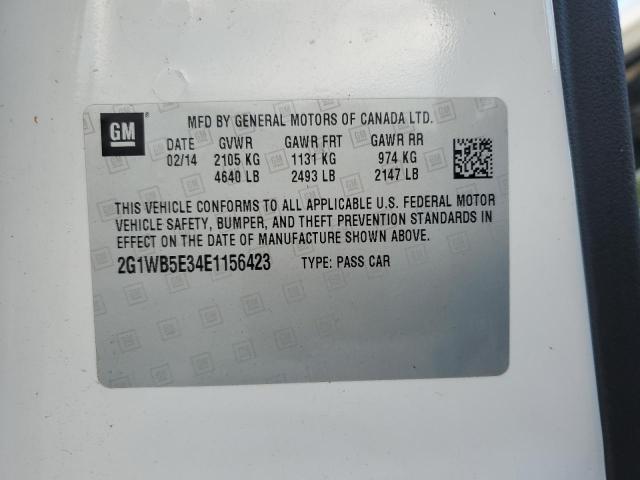 GM
MFD BY GENERAL MOTORS OF CANADA LTD.
DATE GVWR GAWR FRT GAWR RR
02/14 2105 KG 1131 KG 974 KG
4640 LB 2493 LB 2147 LB
THIS VEHICLE CONFORMS TO ALL APPLICABLE U.S. FEDERAL MOTOR
VEHICLE SAFETY, BUMPER, AND THEFT PREVENTION STANDARDS IN
EFFECT ON THE DATE OF MANUFACTURE SHOWN ABOVE.
2G1WB5E34E1156423 TYPE: PASS CAR